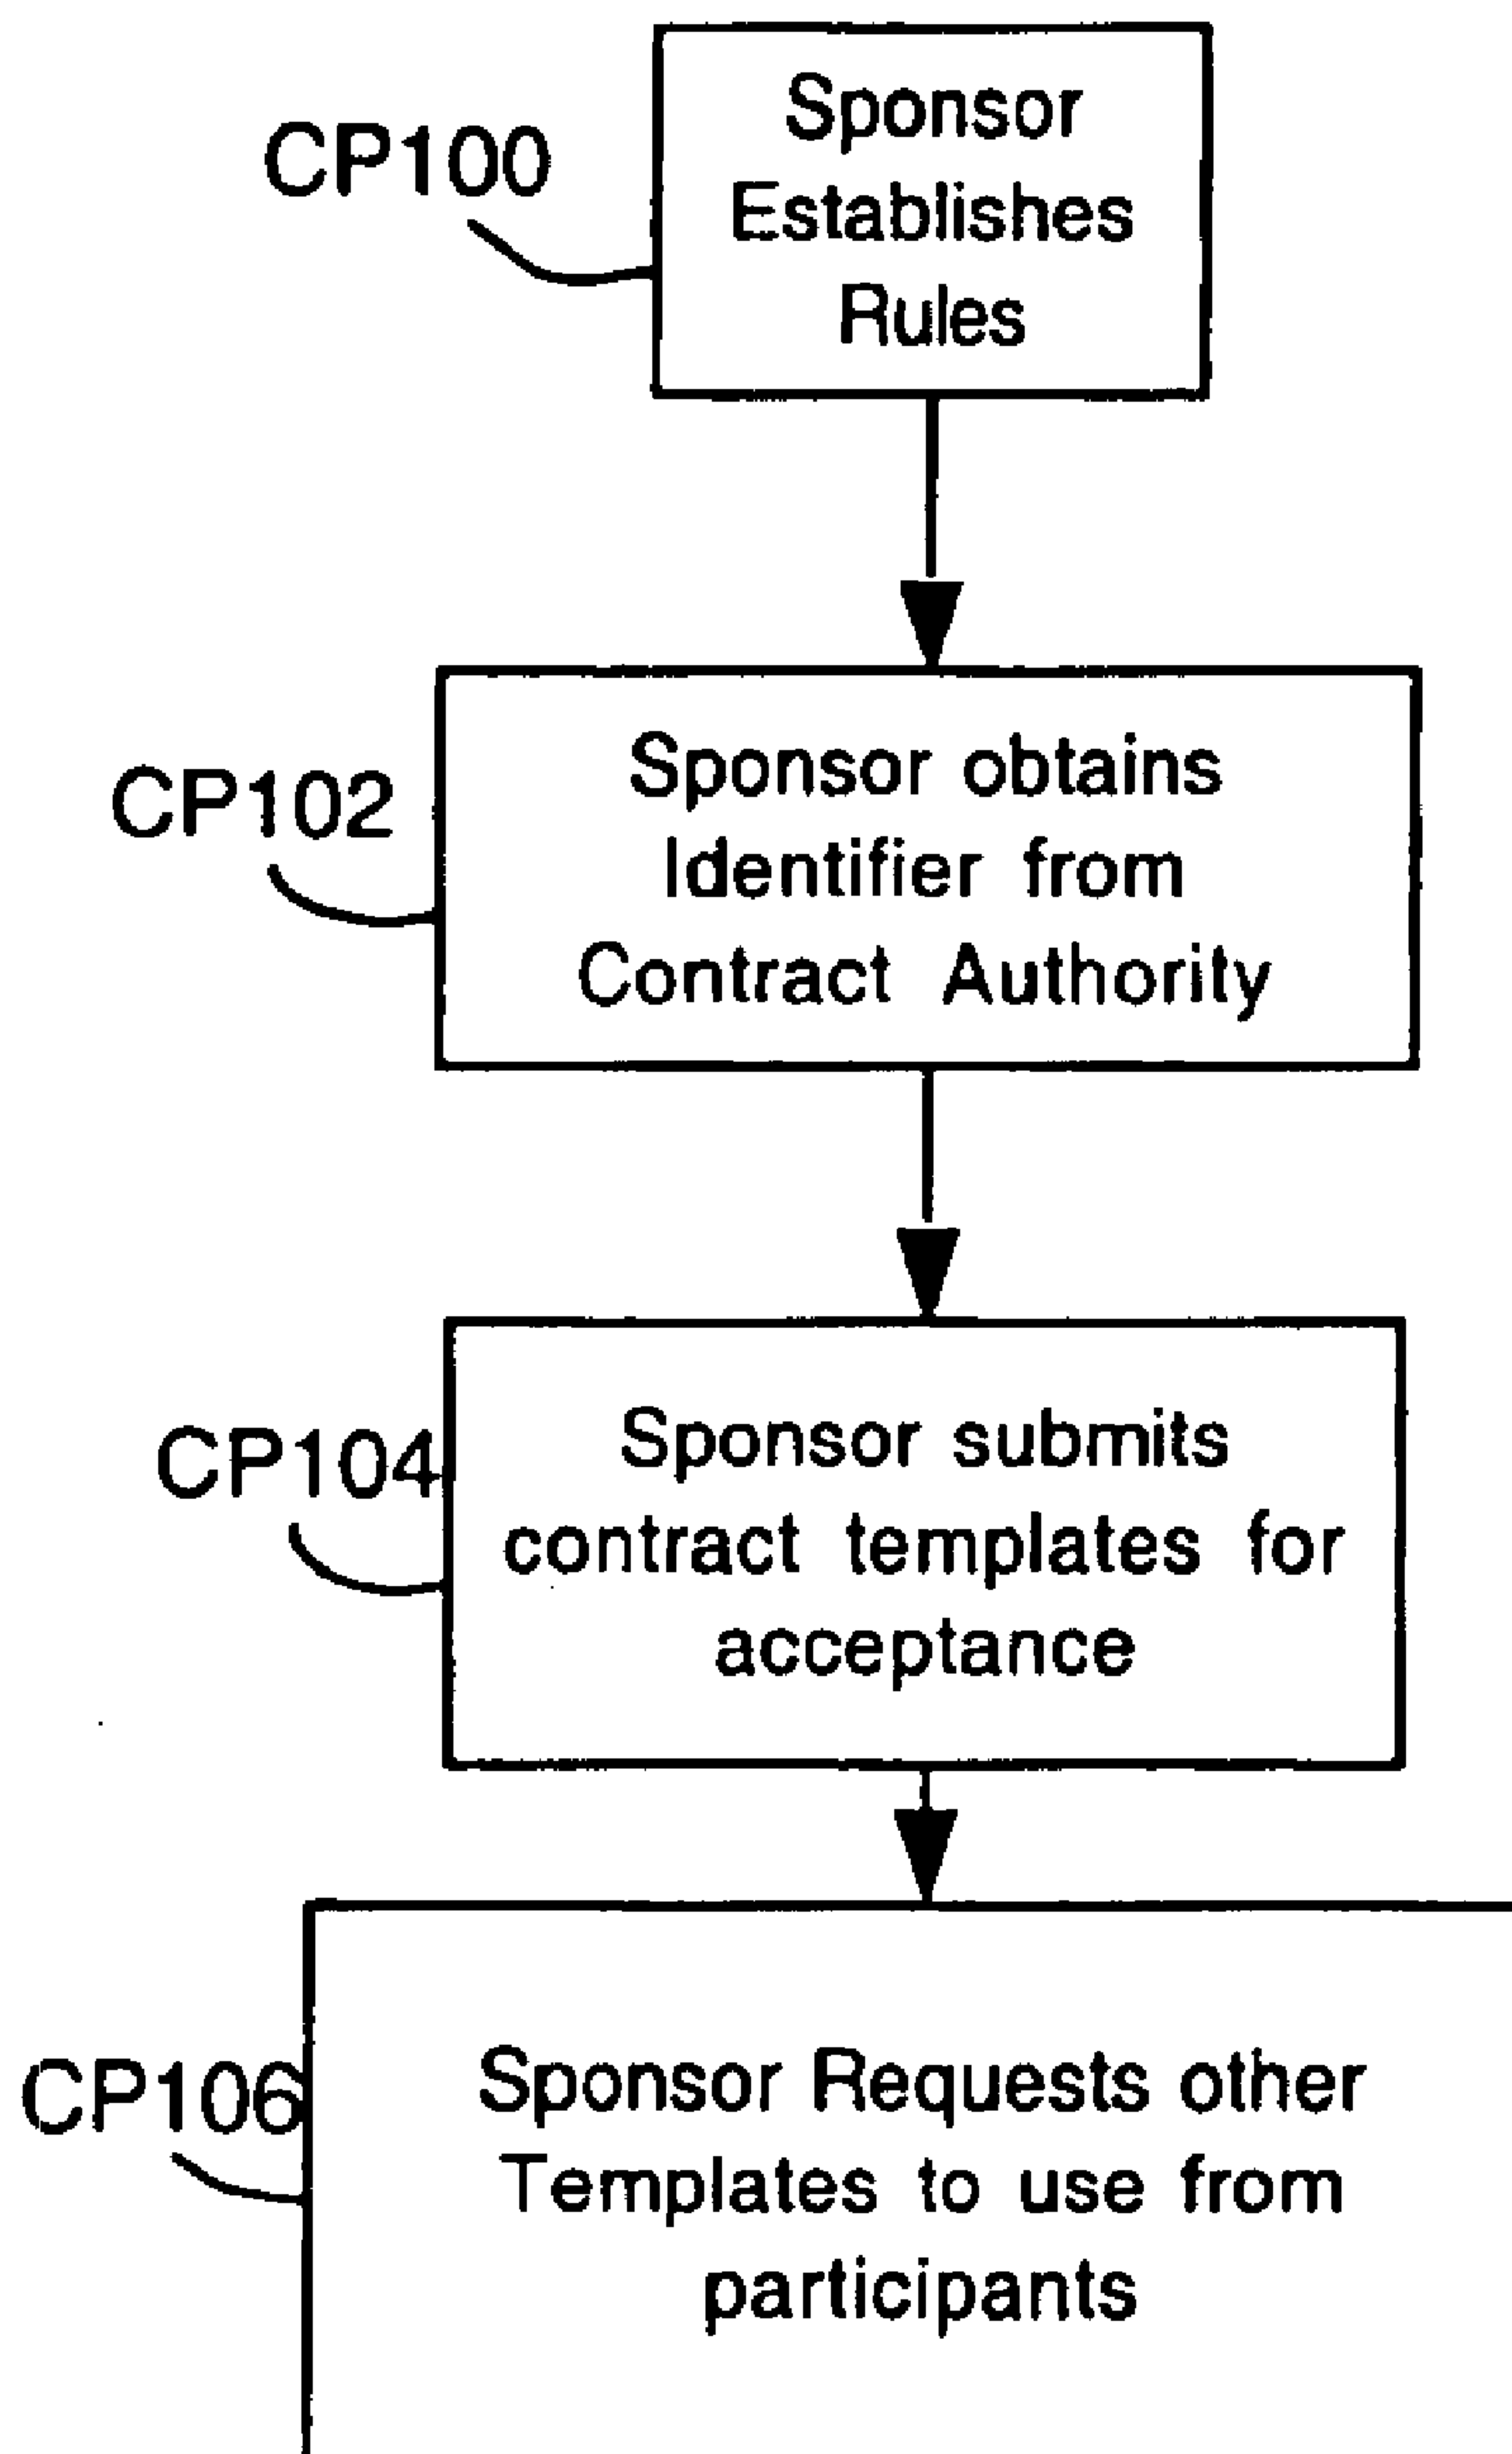 CP100
Sponsor
Establishes
Rules
CP102
Sponsor obtains
Identifier from
Contract Authority
CP104
Sponsor submits
contract templates for
acceptance
CP106
Sponsor Requests other
Templates to use from
participants